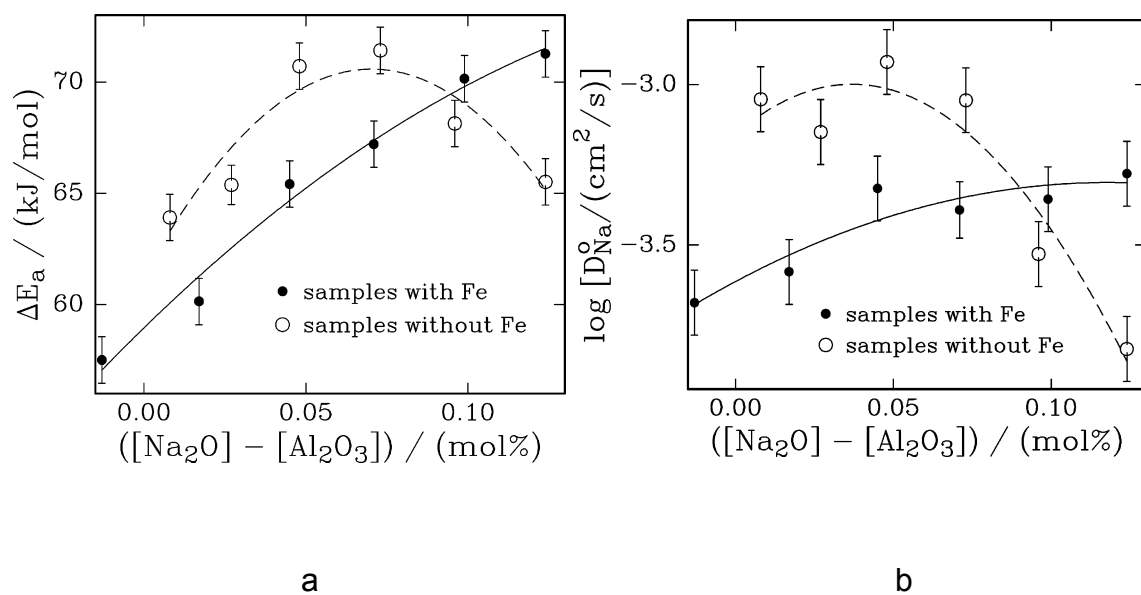 ΔEₐ / (kJ/mol)
70
65
60
● samples with Fe
○ samples without Fe
0.00 0.05 0.10
([Na₂O] − [Al₂O₃]) / (mol%)
a
log [D°Na/(cm²/s)]
−3.0
−3.5
● samples with Fe
○ samples without Fe
0.00 0.05 0.10
([Na₂O] − [Al₂O₃]) / (mol%)
b